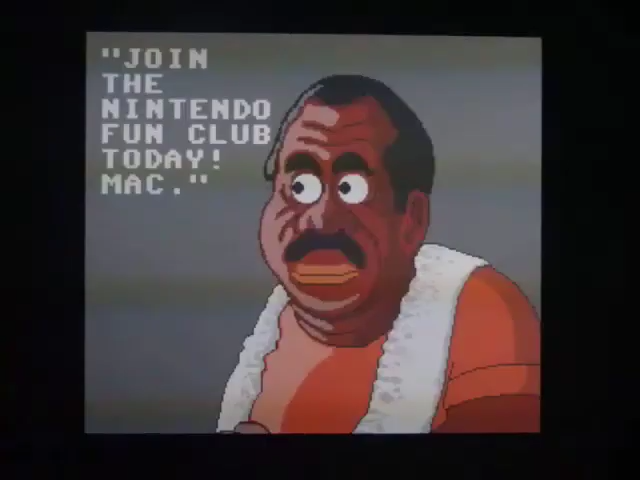 "JOIN
THE
NINTENDO
FUN CLUB
TODAY!
MAC."